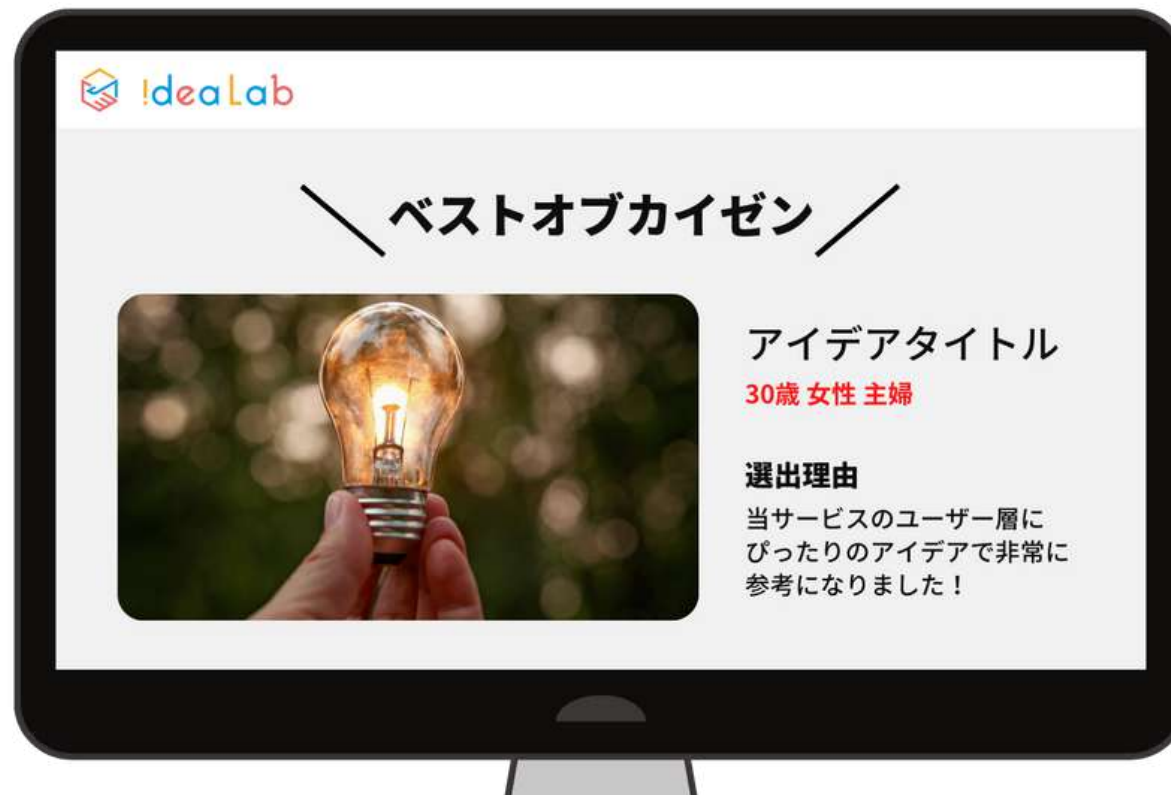 !deaLab
ベストオブカイゼン
アイデアタイトル
30歳 女性 主婦
選出理由
当サービスのユーザー層に
ぴったりのアイデアで非常に
参考になりました！